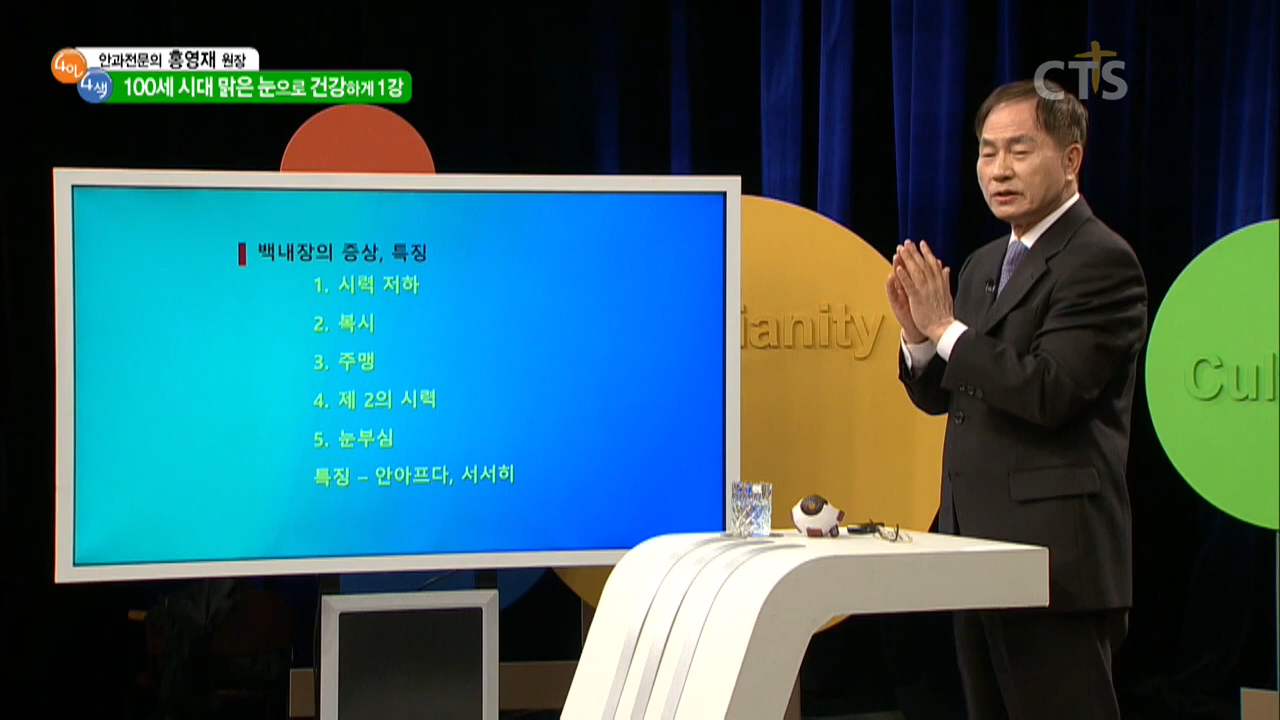 4인
4색
안과전문의 홍영재 원장
100세 시대 맑은 눈으로 건강하게 1강
CTS
백내장의 증상, 특징
1. 시력 저하
2. 복시
3. 주맹
4. 제 2의 시력
5. 눈부심
특징 – 안아프다, 서서히
ianity
Cul